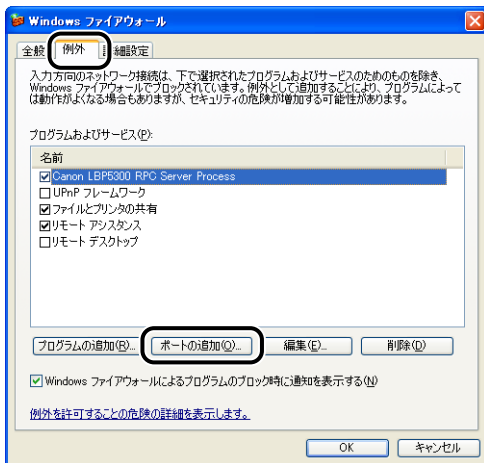 Windows ファイアウォール
全般
例外
詳細設定
入力方向のネットワーク接続は、下で選択されたプログラムおよびサービスのためのものを除き、
Windows ファイアウォールでブロックされています。例外として追加することにより、プログラムによって
は動作がよくなる場合もありますが、セキュリティの危険が増加する可能性があります。
プログラムおよびサービス(P):
名前
Canon LBP5300 RPC Server Process
UPnP フレームワーク
ファイルとプリンタの共有
リモート アシスタンス
リモート デスクトップ
プログラムの追加(R)... ポートの追加(O)... 編集(E)... 削除(D)
Windows ファイアウォールによるプログラムのブロック時に通知を表示する(N)
例外を許可することの危険の詳細を表示します。
OK キャンセル